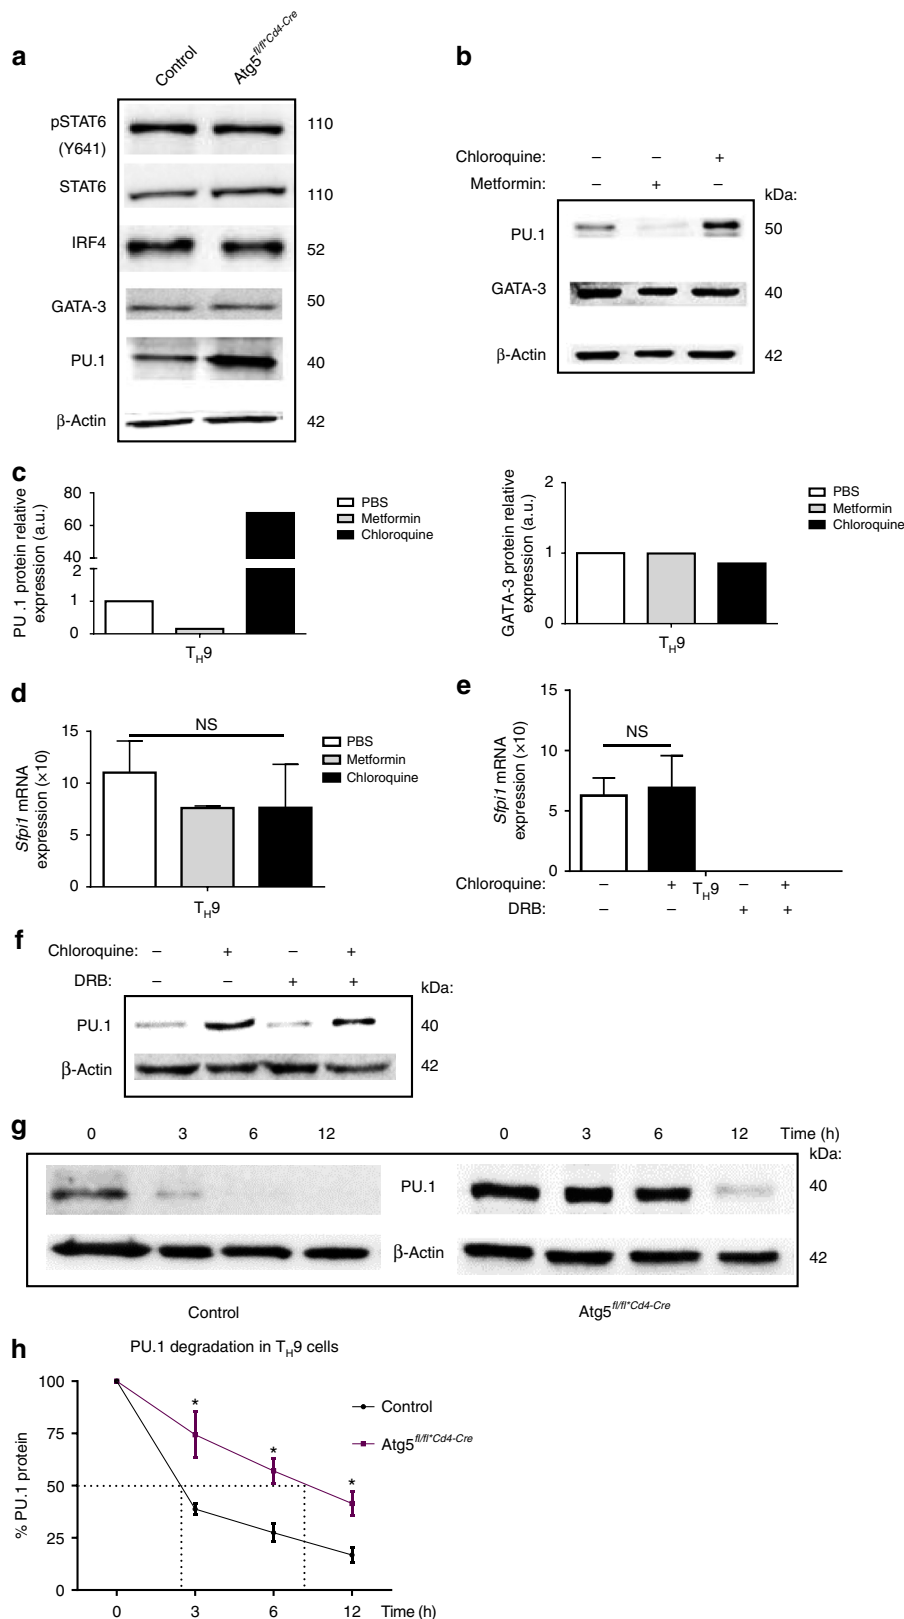 a
Control
Atg5fl/fl*Cd4-Cre
pSTAT6
(Y641)
110
STAT6
110
IRF4
52
GATA-3
50
PU.1
40
β-Actin
42
b
Chloroquine: – – +
Metformin: – + –
kDa:
PU.1
50
GATA-3
40
β-Actin
42
c
PU .1 protein relative
expression (a.u.)
80
60
40
2
1
0
TH9
PBS
Metformin
Chloroquine
GATA-3 protein relative
expression (a.u.)
2
1
0
TH9
PBS
Metformin
Chloroquine
d
Sfpi1 mRNA
expression (×10)
15
10
5
0
NS
TH9
PBS
Metformin
Chloroquine
e
Sfpi1 mRNA
expression (×10)
15
10
5
0
NS
Chloroquine: – + TH9 – +
DRB: – – + +
f
Chloroquine: – + – +
DRB: – – + +
kDa:
PU.1
40
β-Actin
42
g
0 3 6 12
0 3 6 12 Time (h)
kDa:
PU.1
40
β-Actin
42
Control
Atg5fl/fl*Cd4-Cre
h
PU.1 degradation in TH9 cells
% PU.1 protein
100
75
50
25
0
* * *
Control
Atg5fl/fl*Cd4-Cre
0 3 6 12 Time (h)